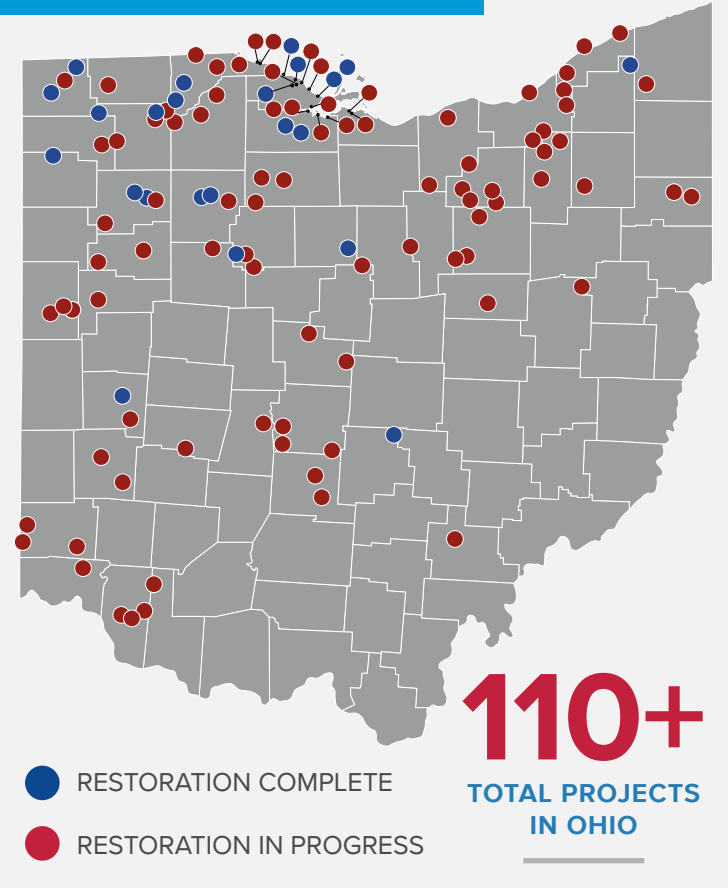 110+
TOTAL PROJECTS
IN OHIO
RESTORATION COMPLETE
RESTORATION IN PROGRESS